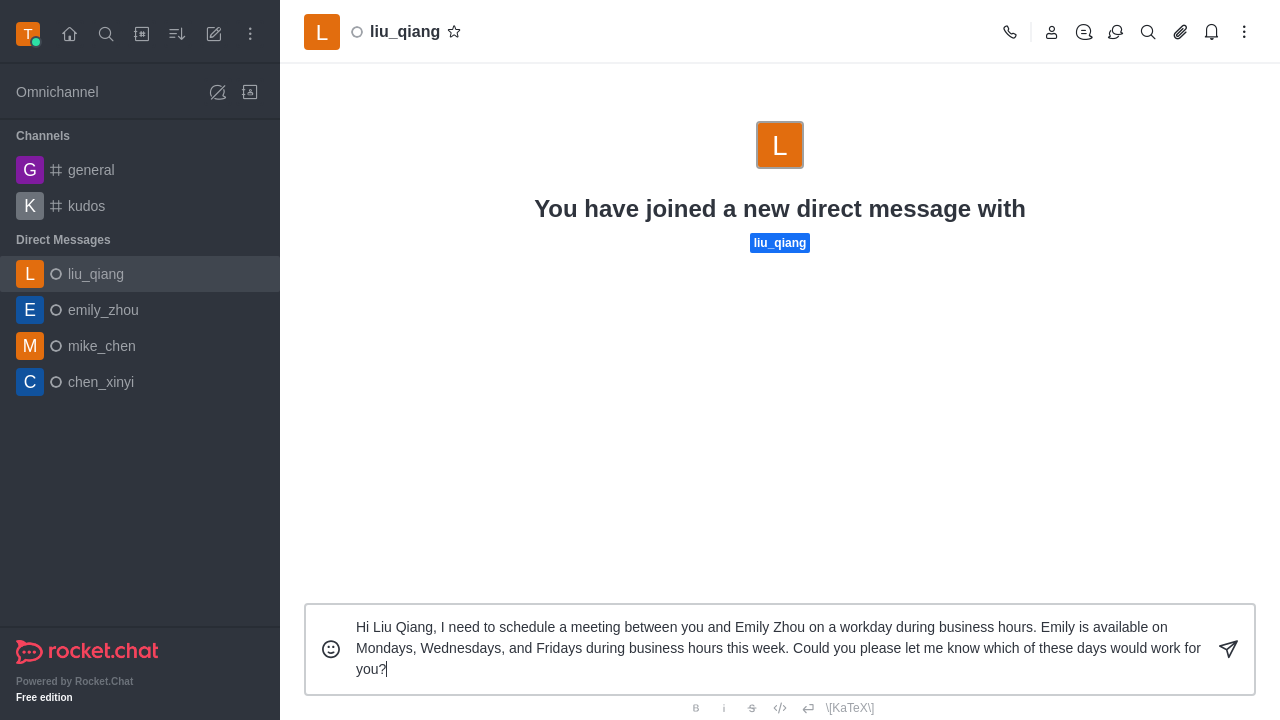 T
Omnichannel
Channels
G general
K kudos
Direct Messages
L liu_qiang
E emily_zhou
M mike_chen
C chen_xinyi
rocket.chat
Powered by Rocket.Chat
Free edition
L liu_qiang
L
You have joined a new direct message with
liu_qiang
Hi Liu Qiang, I need to schedule a meeting between you and Emily Zhou on a workday during business hours. Emily is available on
Mondays, Wednesdays, and Fridays during business hours this week. Could you please let me know which of these days would work for
you?
B i S \[KaTeX\]